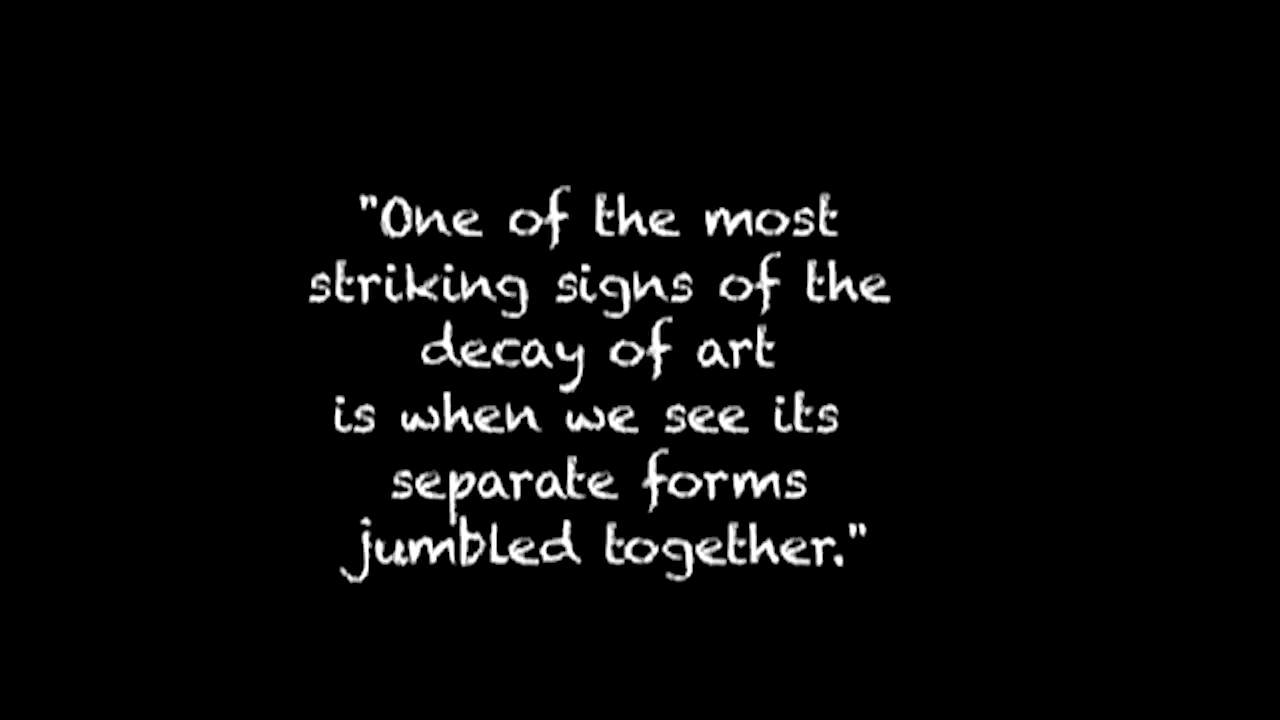 "One of the most
striking signs of the
decay of art
is when we see its
separate forms
jumbled together."